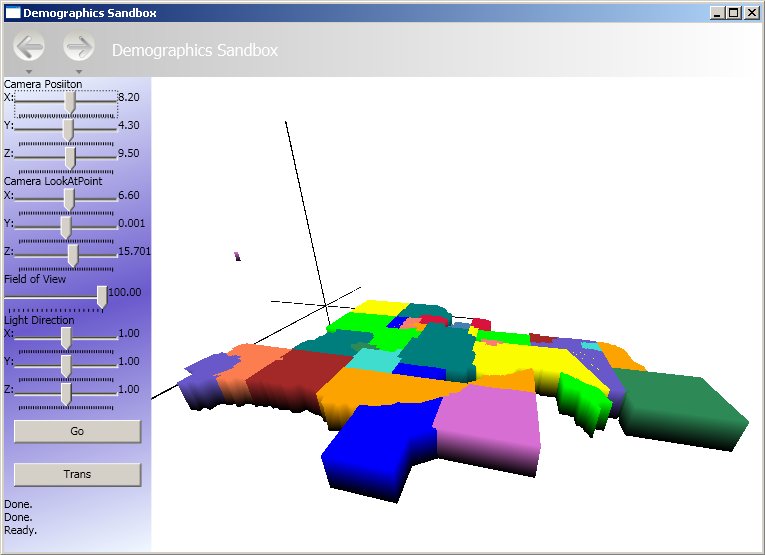 Demographics Sandbox
Demographics Sandbox
Camera Posiiton
X: 8.20
Y: 4.30
Z: 9.50
Camera LookAtPoint
X: 6.60
Y: 0.001
Z: 15.701
Field of View
100.00
Light Direction
X: 1.00
Y: 1.00
Z: 1.00
Go
Trans
Done.
Done.
Ready.